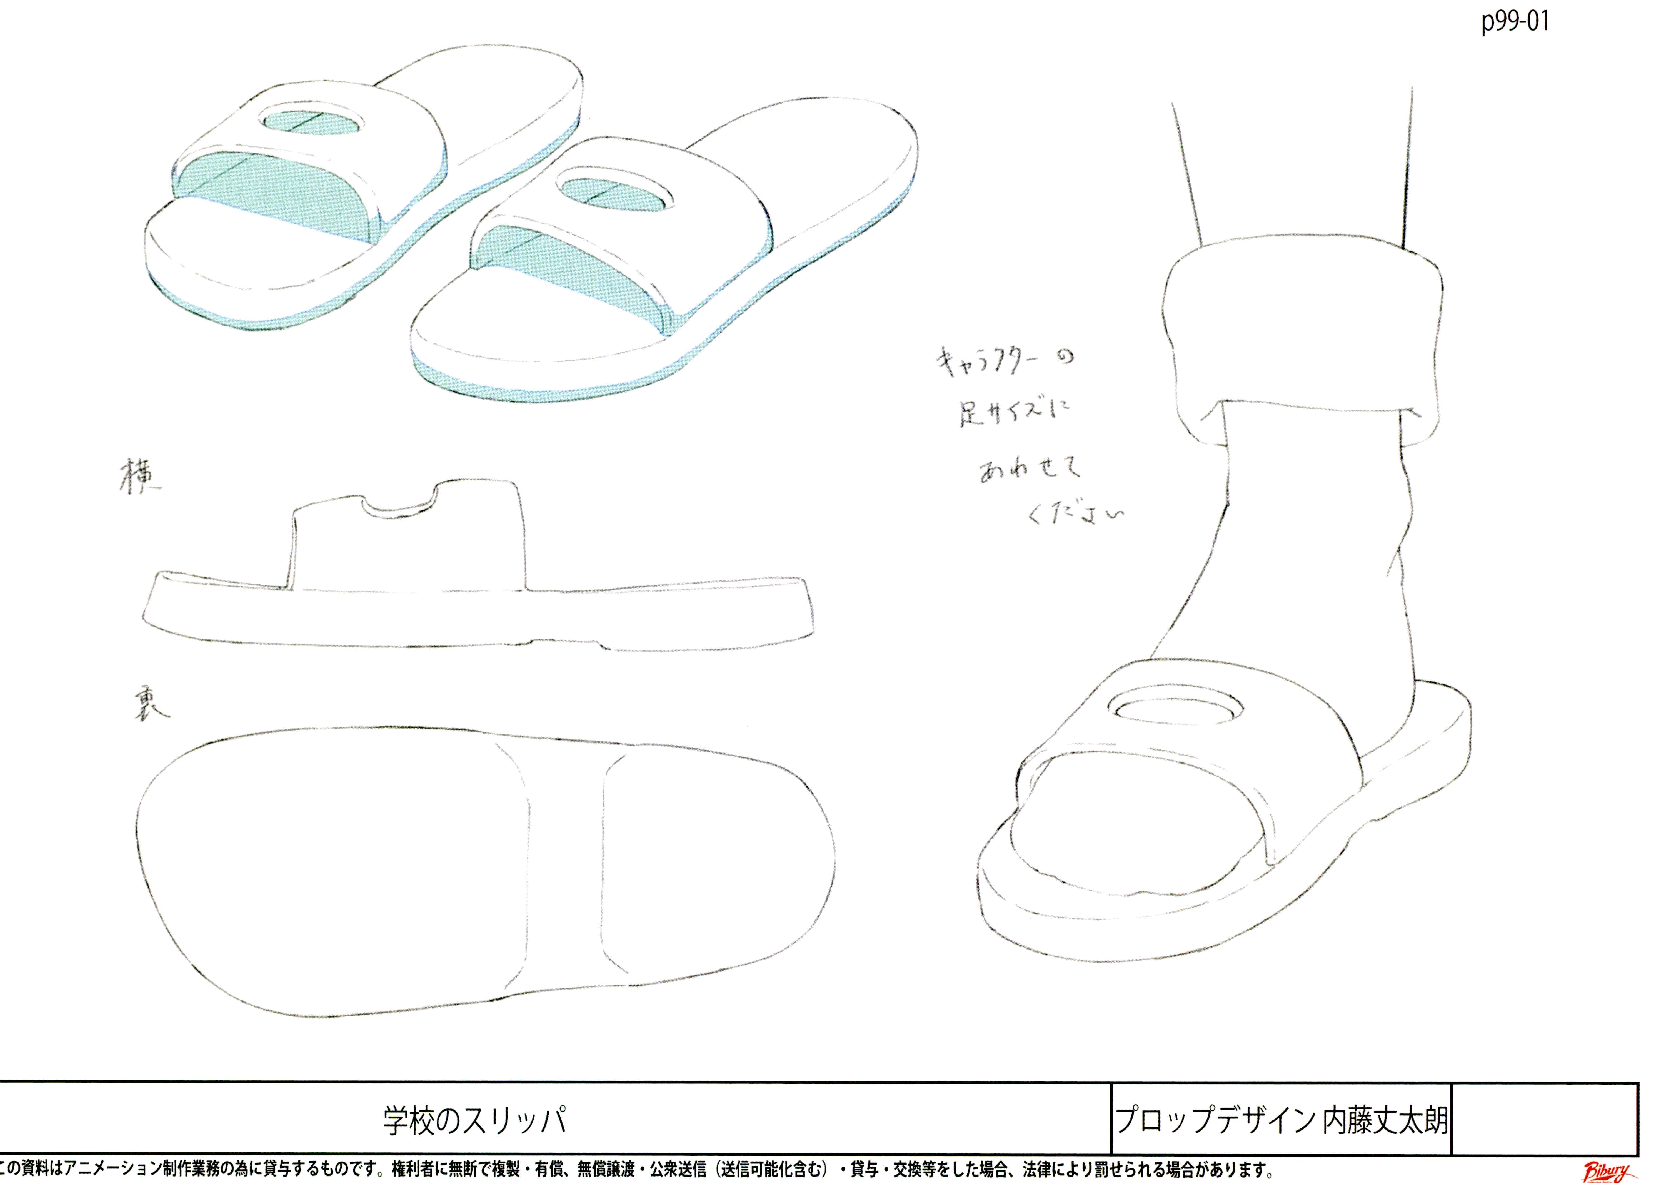 p99-01
キャラクターの
足サイズに
あわせて
ください
横
裏
学校のスリッパ
プロップデザイン 内藤丈太朗
この資料はアニメーション制作業務の為に貸与するものです。権利者に無断で複製・有償、無償譲渡・公衆送信（送信可能化含む）・貸与・交換等をした場合、法律により罰せられる場合があります。
Bibury